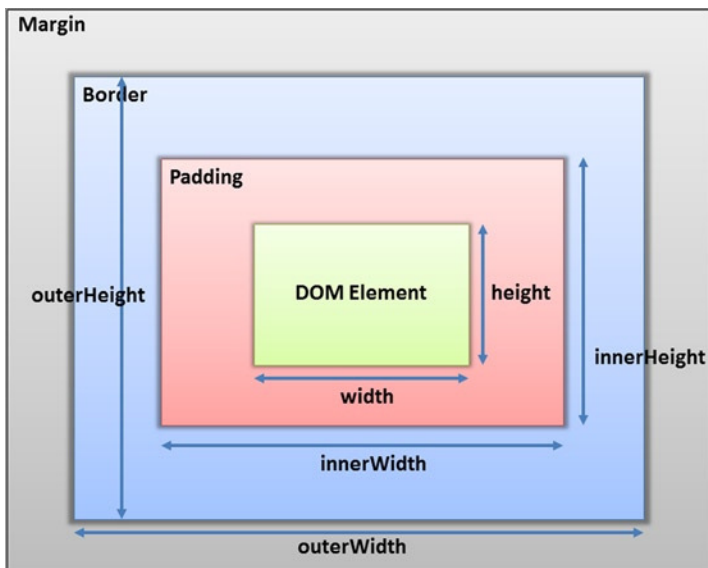 Margin
Border
Padding
DOM Element
height
outerHeight
innerHeight
width
innerWidth
outerWidth